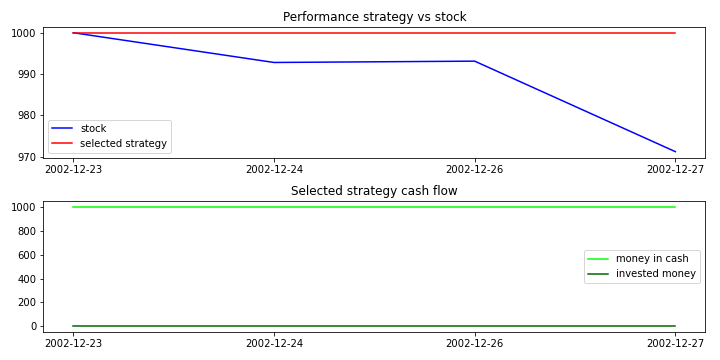 Performance strategy vs stock
1000
990
980
970
stock
selected strategy
2002-12-23 2002-12-24 2002-12-26 2002-12-27
Selected strategy cash flow
1000
800
600
400
200
0
money in cash
invested money
2002-12-23 2002-12-24 2002-12-26 2002-12-27